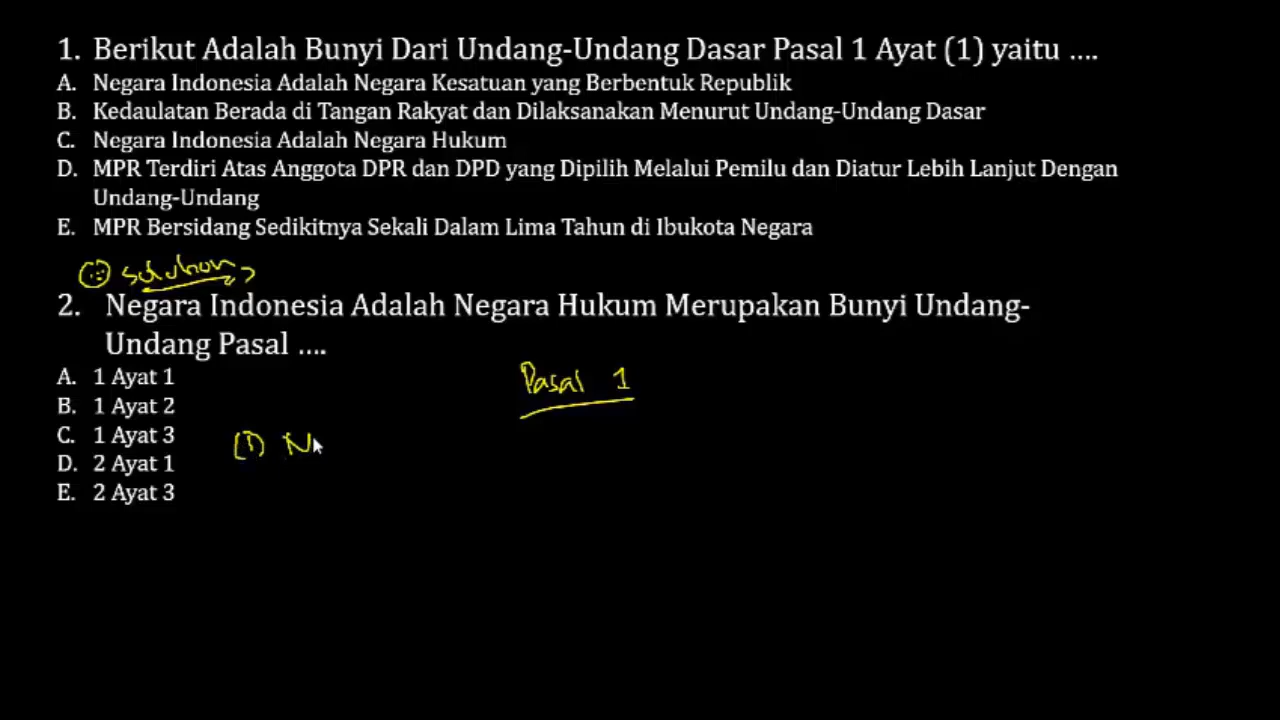 1. Berikut Adalah Bunyi Dari Undang-Undang Dasar Pasal 1 Ayat (1) yaitu ....
A. Negara Indonesia Adalah Negara Kesatuan yang Berbentuk Republik
B. Kedaulatan Berada di Tangan Rakyat dan Dilaksanakan Menurut Undang-Undang Dasar
C. Negara Indonesia Adalah Negara Hukum
D. MPR Terdiri Atas Anggota DPR dan DPD yang Dipilih Melalui Pemilu dan Diatur Lebih Lanjut Dengan
Undang-Undang
E. MPR Bersidang Sedikitnya Sekali Dalam Lima Tahun di Ibukota Negara
2. Negara Indonesia Adalah Negara Hukum Merupakan Bunyi Undang-
Undang Pasal ....
A. 1 Ayat 1
B. 1 Ayat 2
C. 1 Ayat 3
D. 2 Ayat 1
E. 2 Ayat 3
Pasal 1
(1) N